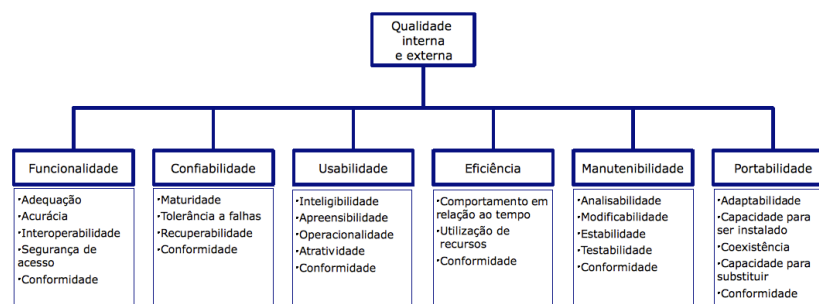 Qualidade
interna
e externa
Funcionalidade
•Adequação
•Acurácia
•Interoperabilidade
•Segurança de
acesso
•Conformidade
Confiabilidade
•Maturidade
•Tolerância a falhas
•Recuperabilidade
•Conformidade
Usabilidade
•Inteligibilidade
•Apreensibilidade
•Operacionalidade
•Atratividade
•Conformidade
Eficiência
•Comportamento em
relação ao tempo
•Utilização de
recursos
•Conformidade
Manutenibilidade
•Analisabilidade
•Modificabilidade
•Estabilidade
•Testabilidade
•Conformidade
Portabilidade
•Adaptabilidade
•Capacidade para
ser instalado
•Coexistência
•Capacidade para
substituir
•Conformidade